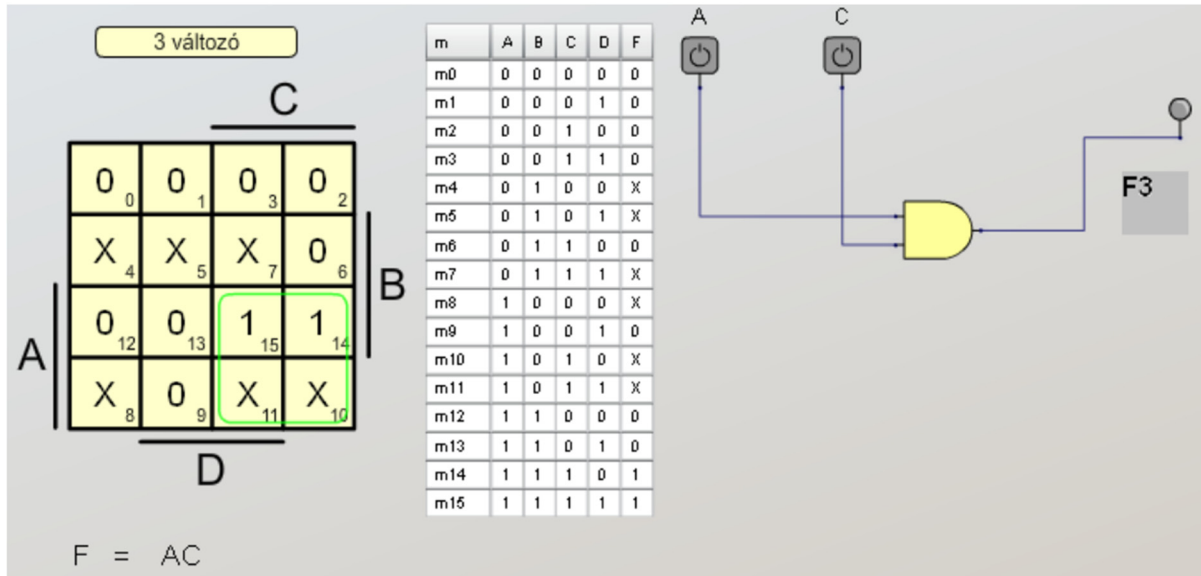 3 változó
C
0 0 0 1 0 3 0 2
X 4 X 5 X 7 0 6
B
0 12 0 13 1 15 1 14
A
X 8 0 9 X 11 X 10
D
F = AC
m A B C D F
m0 0 0 0 0 0
m1 0 0 0 1 0
m2 0 0 1 0 0
m3 0 0 1 1 0
m4 0 1 0 0 X
m5 0 1 0 1 X
m6 0 1 1 0 0
m7 0 1 1 1 X
m8 1 0 0 0 X
m9 1 0 0 1 0
m10 1 0 1 0 X
m11 1 0 1 1 X
m12 1 1 0 0 0
m13 1 1 0 1 0
m14 1 1 1 0 1
m15 1 1 1 1 1
A C
F3